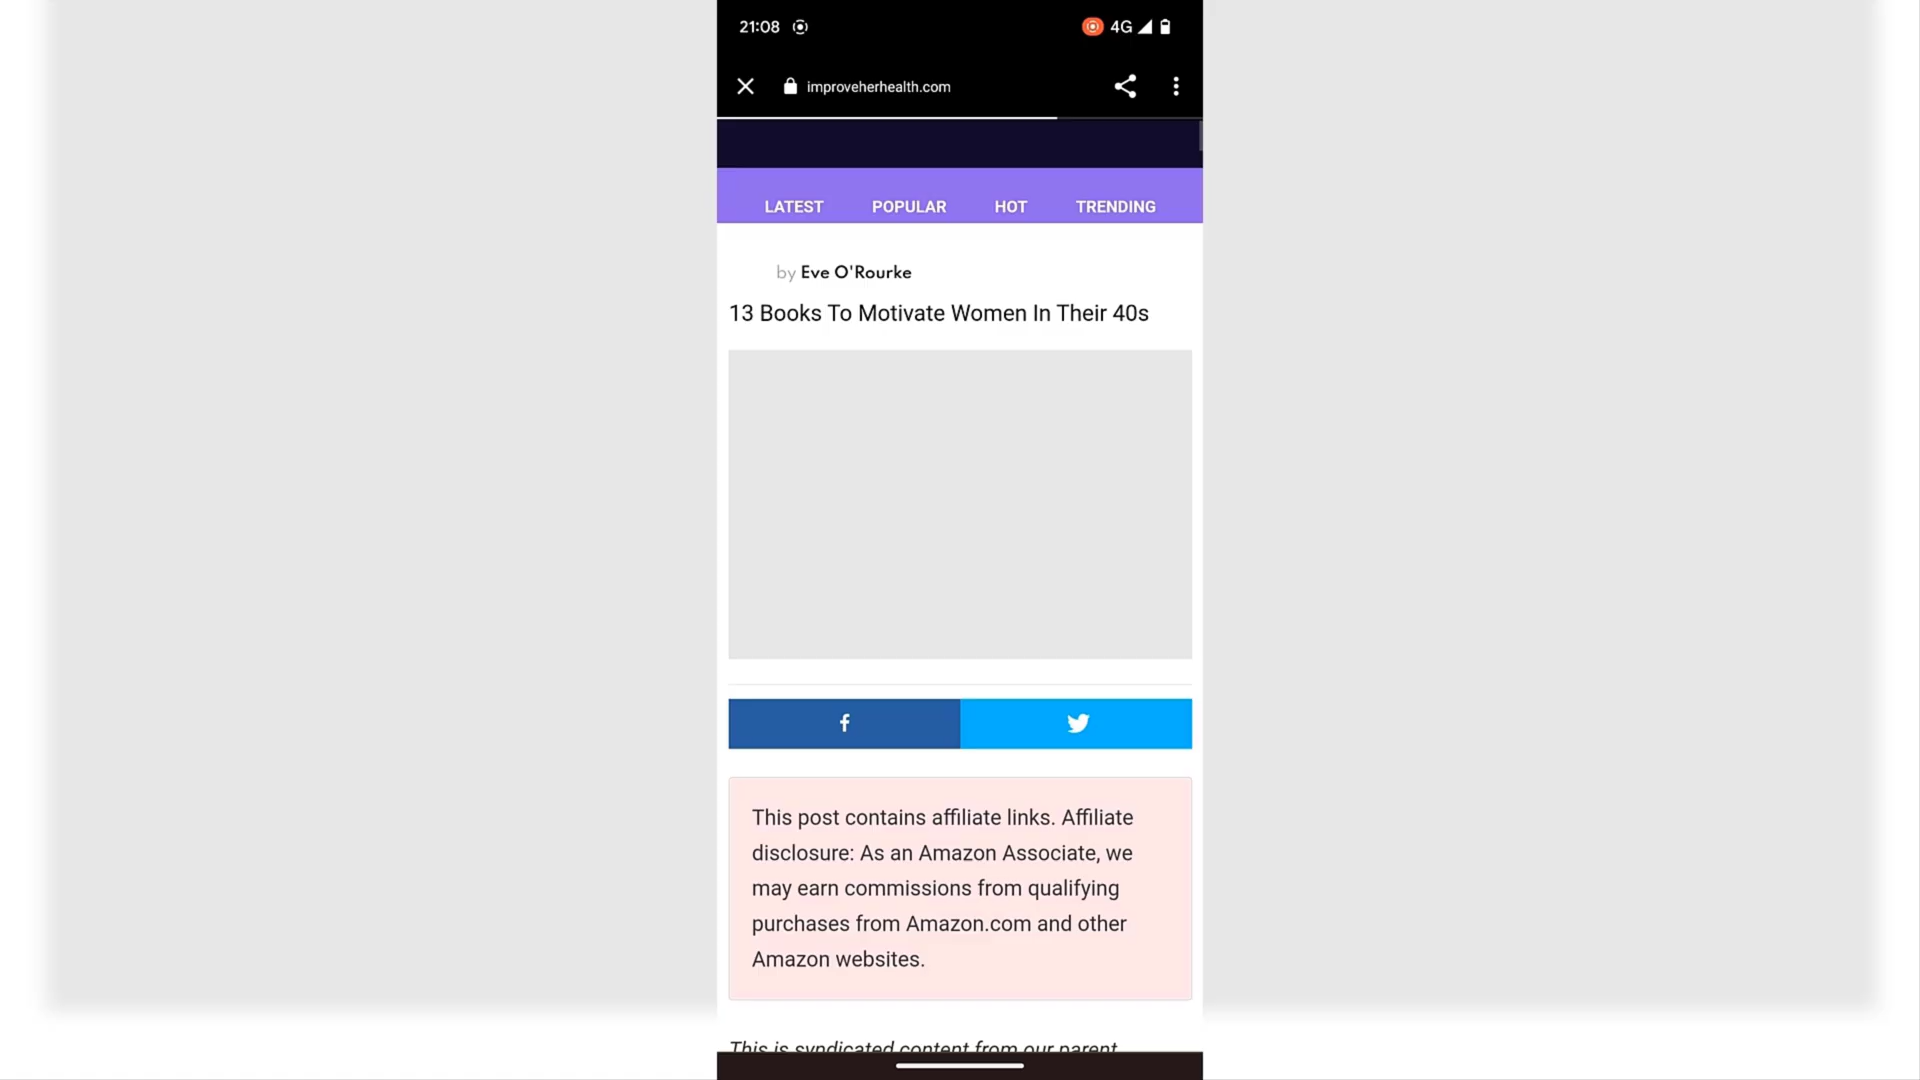 21:08
4G
improveherhealth.com
LATEST POPULAR HOT TRENDING
by Eve O'Rourke
13 Books To Motivate Women In Their 40s
This post contains affiliate links. Affiliate
disclosure: As an Amazon Associate, we
may earn commissions from qualifying
purchases from Amazon.com and other
Amazon websites.
This is syndicated content from our parent